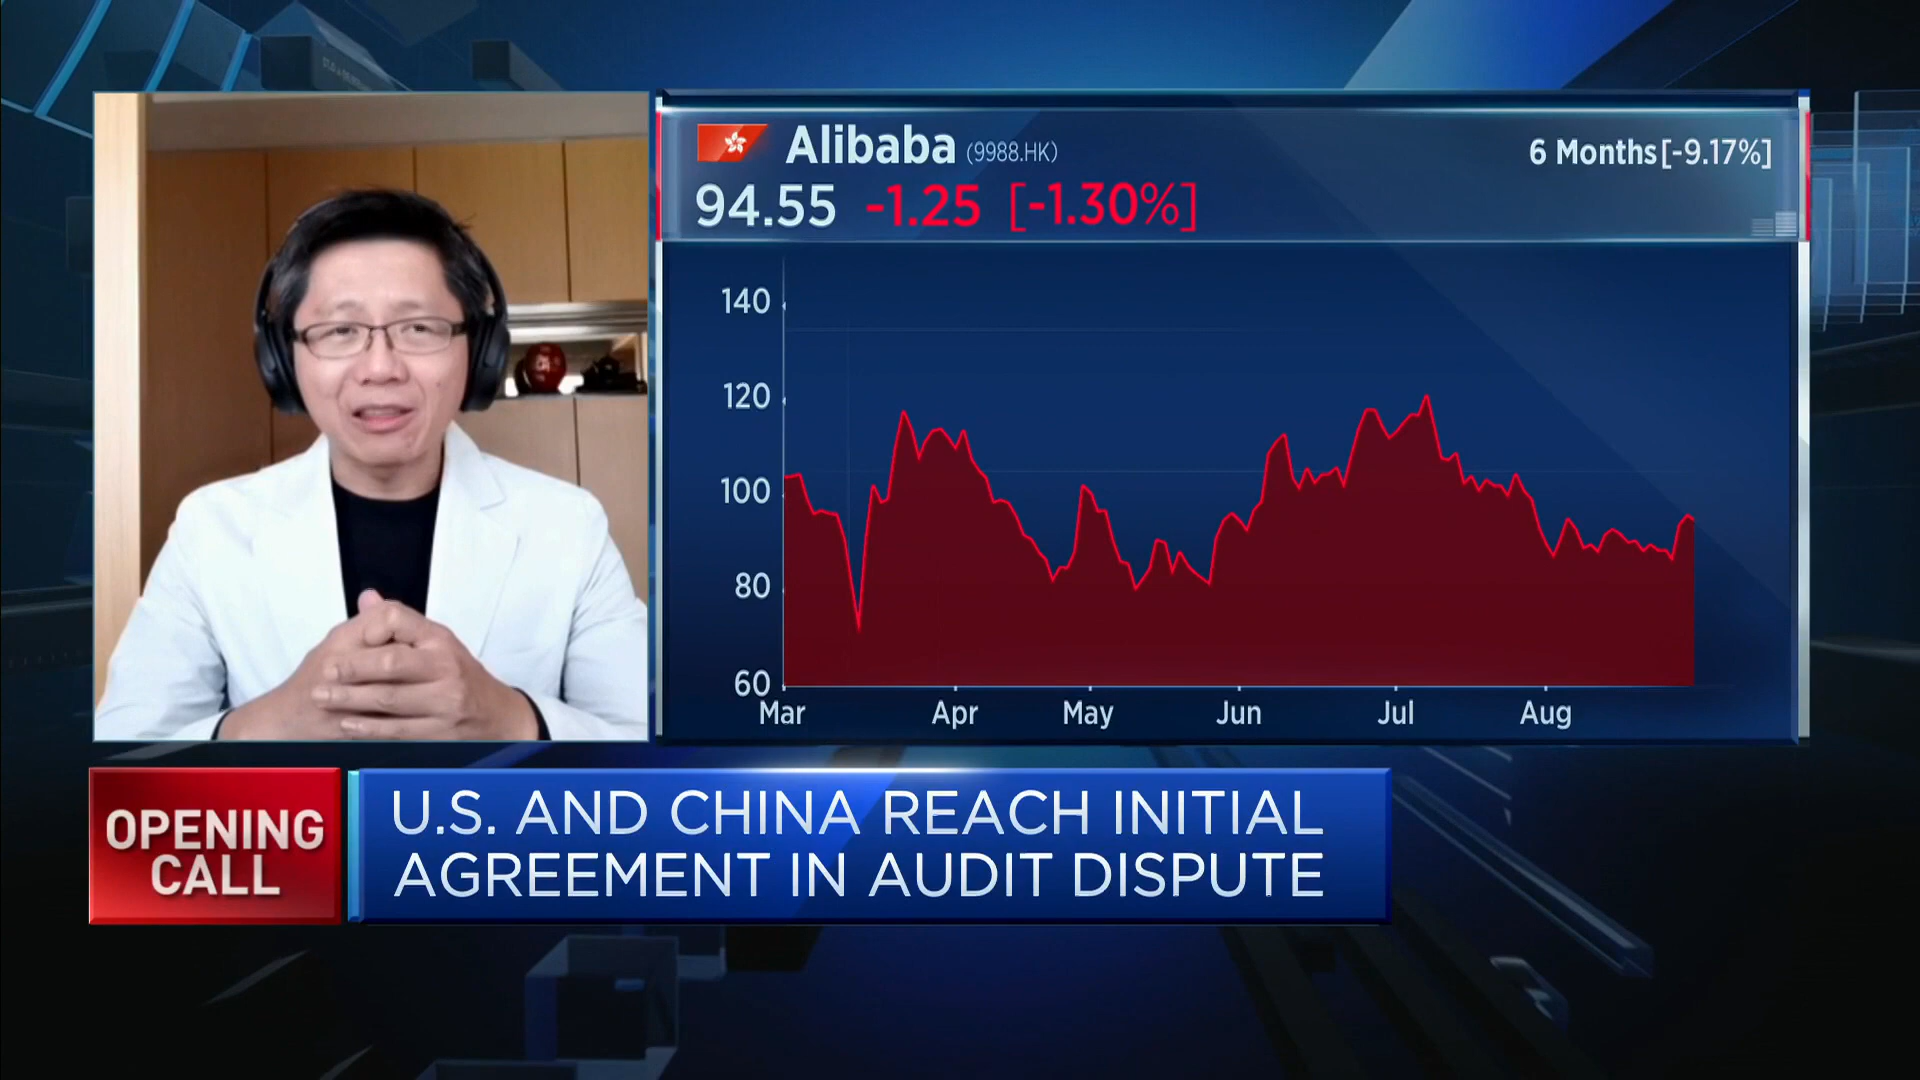 Alibaba (9988.HK)
6 Months[-9.17%]
94.55 -1.25 [-1.30%]
140
120
100
80
60
Mar Apr May Jun Jul Aug
OPENING
CALL
U.S. AND CHINA REACH INITIAL
AGREEMENT IN AUDIT DISPUTE